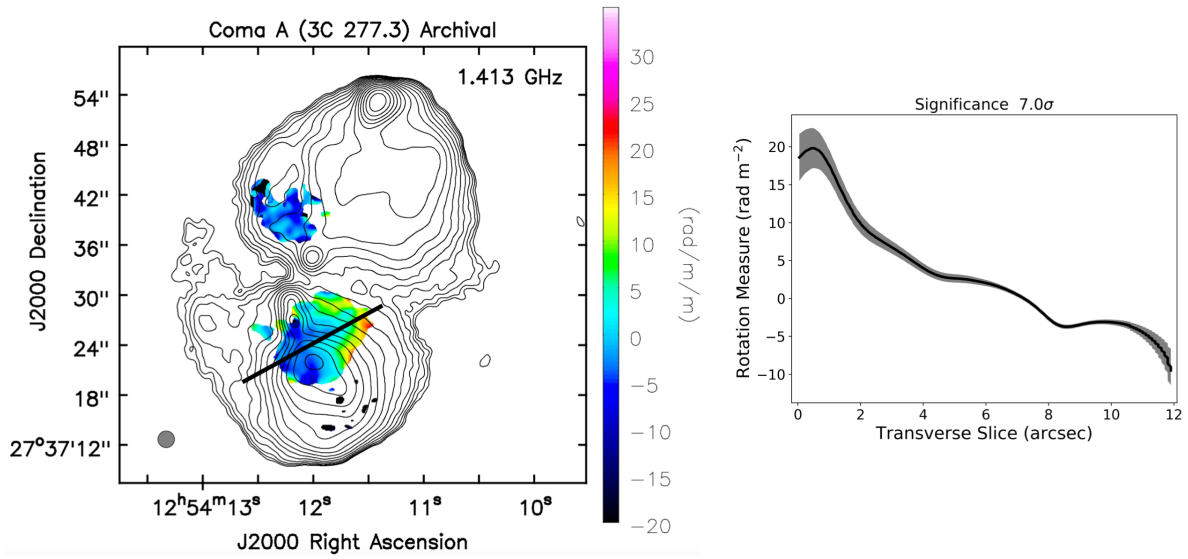 Coma A (3C 277.3) Archival
1.413 GHz
54"
48"
42"
36"
30"
24"
18"
27°37'12"
J2000 Declination
12ʰ54ᵐ13ˢ
12ˢ
11ˢ
10ˢ
J2000 Right Ascension
30
25
20
15
10
5
0
−5
−10
−15
−20
(rad/m/m)
Significance 7.0σ
20
15
10
5
0
−5
−10
Rotation Measure (rad m⁻²)
0 2 4 6 8 10 12
Transverse Slice (arcsec)